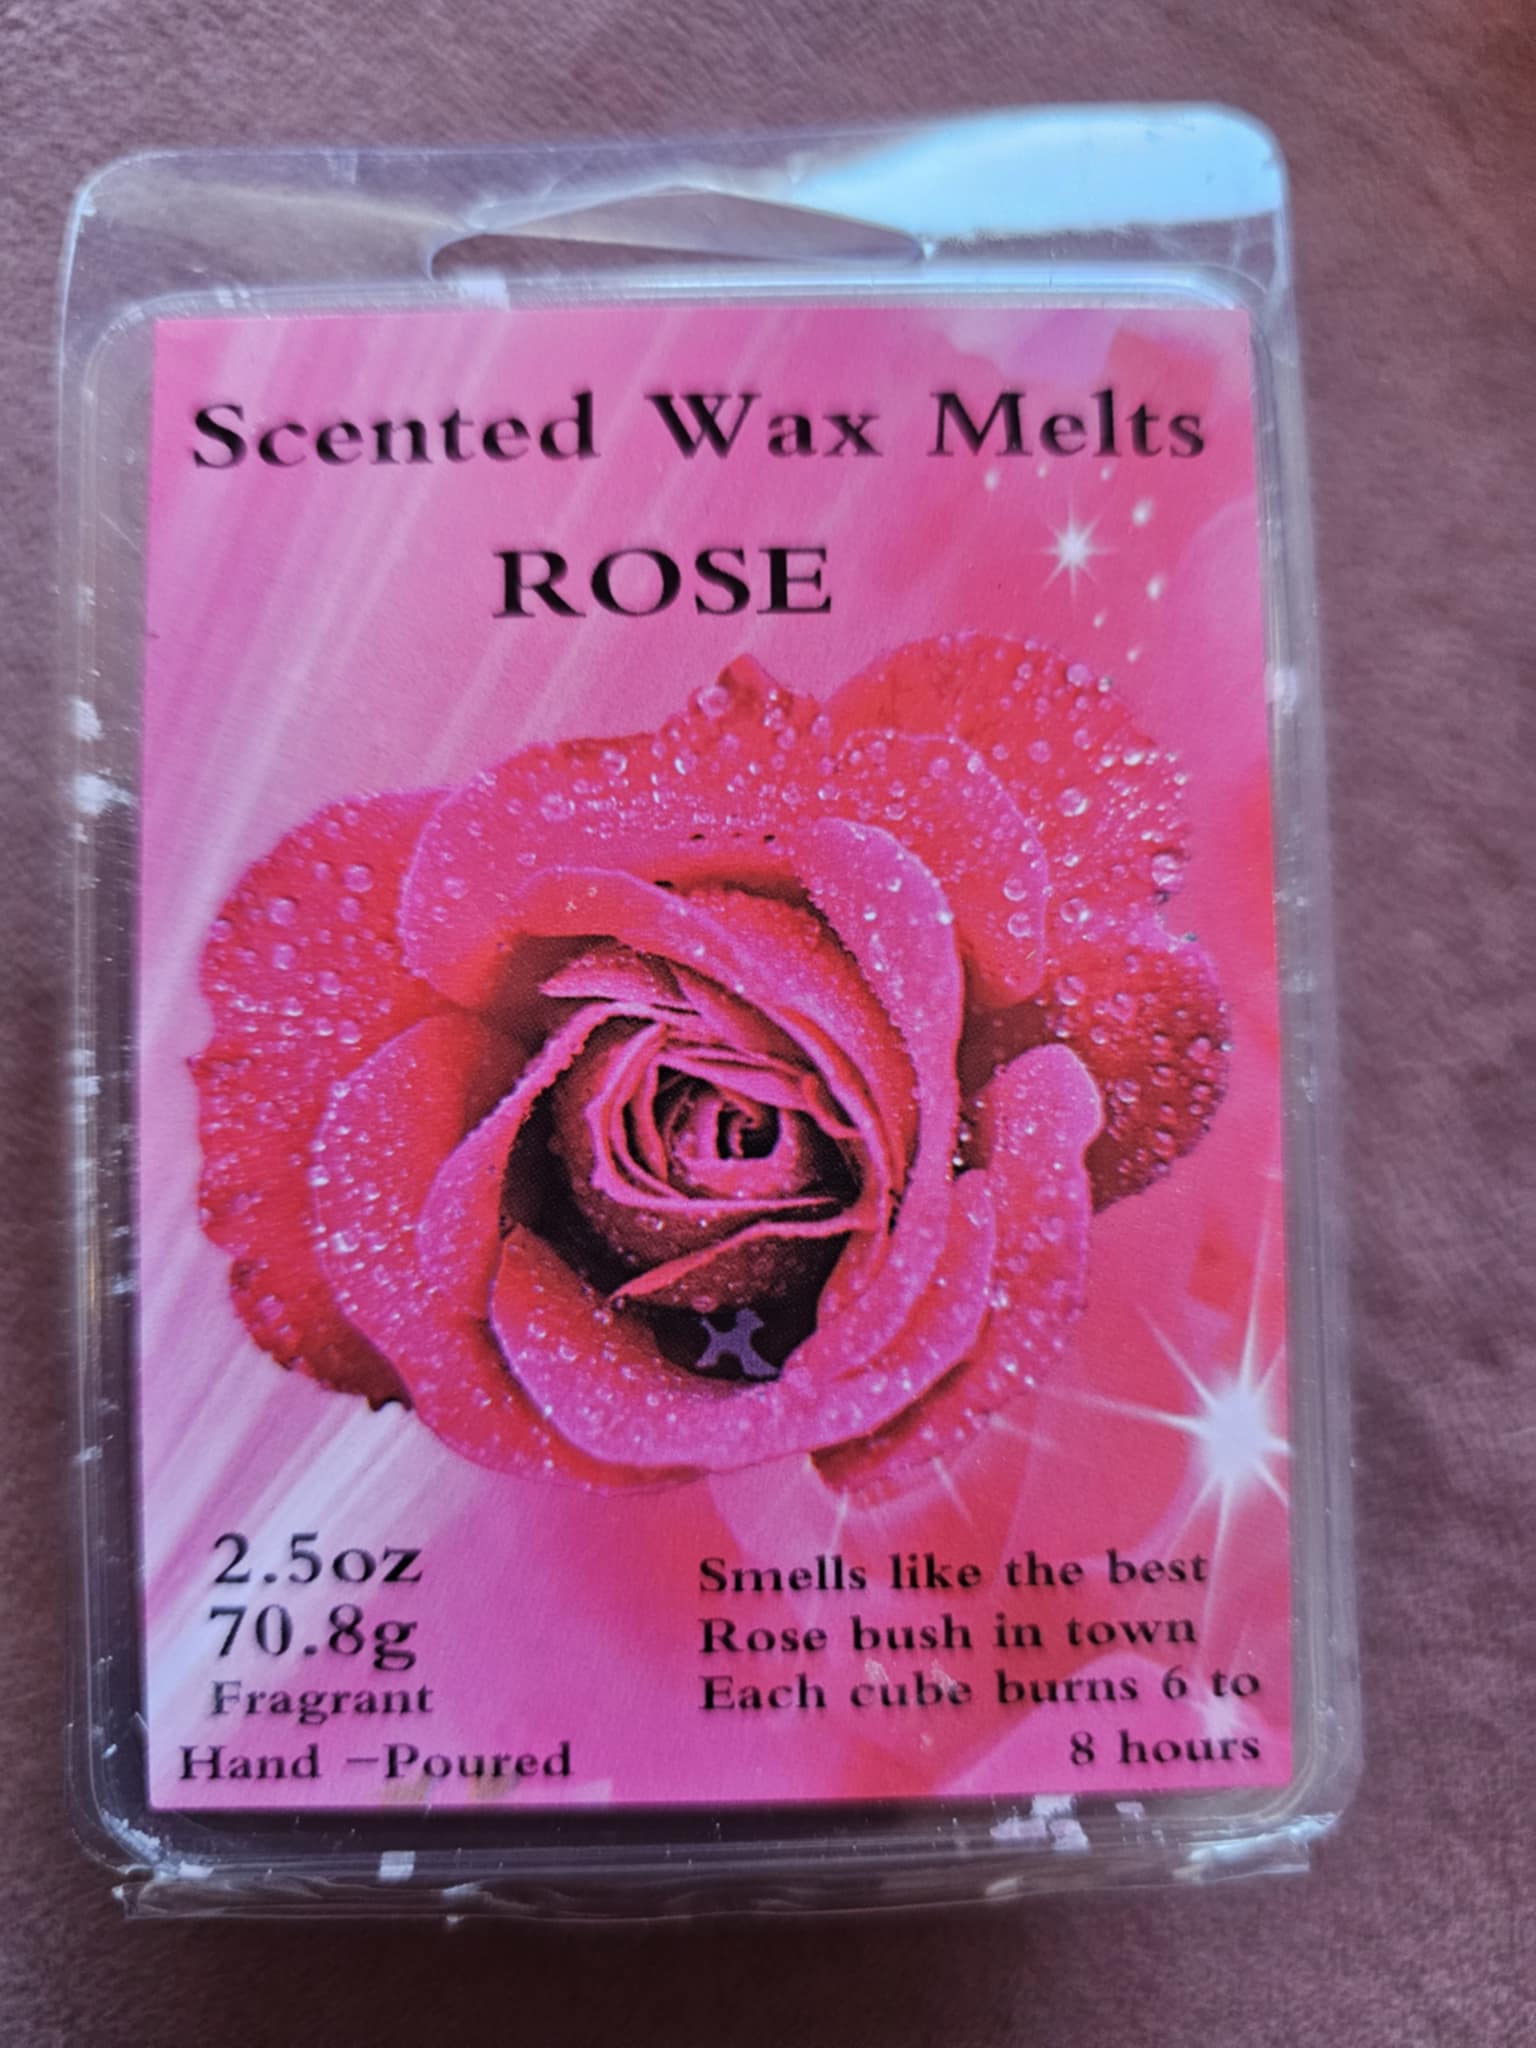 Scented Wax Melts
ROSE
2.5oz
70.8g
Fragrant
Hand -Poured
Smells like the best
Rose bush in town
Each cube burns 6 to
8 hours